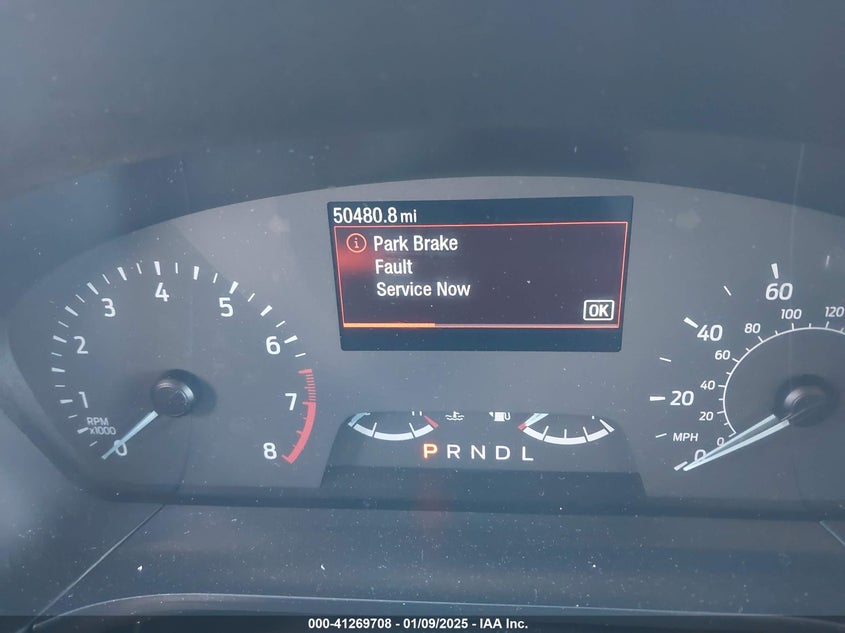 50480.8 mi
Park Brake
Fault
Service Now
OK
0 1 2 3 4 5 6 7 8
RPM
x1000
0 20 40 60
MPH
0 20 40 60 80 100 120
P R N D L
000-41269708 - 01/09/2025 - IAA Inc.